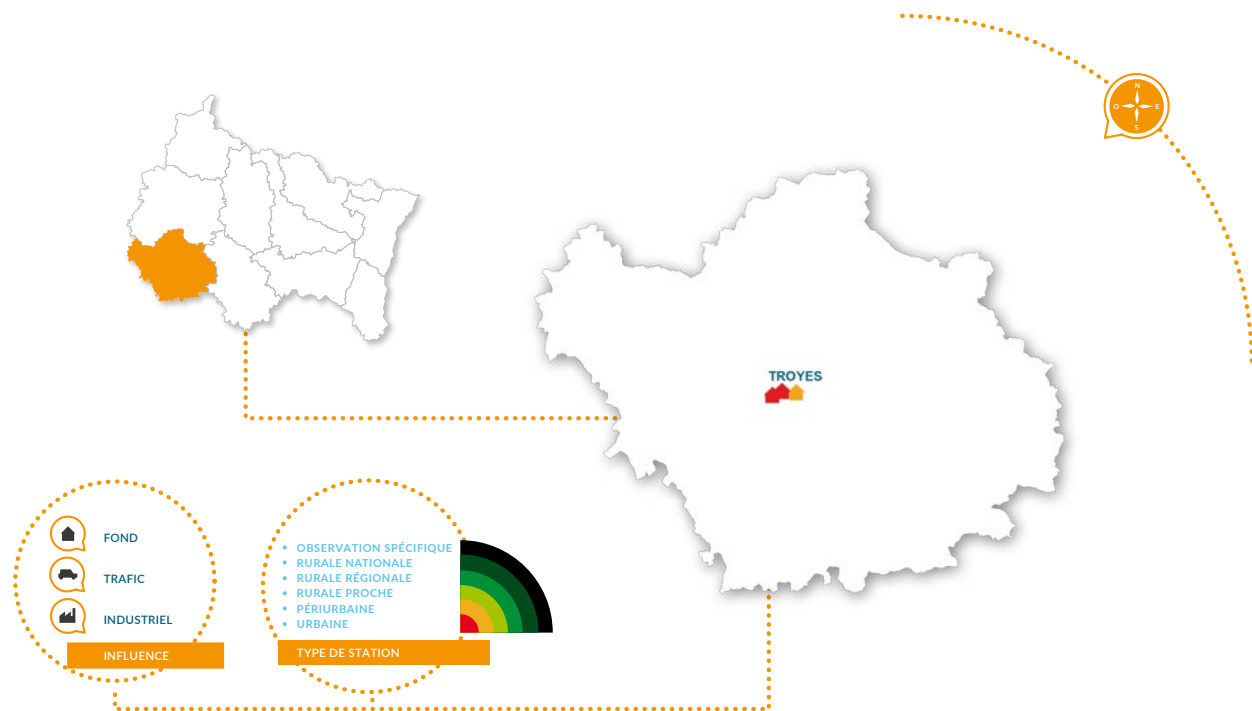 N
O E
S
TROYES
FOND
TRAFIC
INDUSTRIEL
INFLUENCE
• OBSERVATION SPÉCIFIQUE
• RURALE NATIONALE
• RURALE RÉGIONALE
• RURALE PROCHE
• PÉRIURBAINE
• URBAINE
TYPE DE STATION